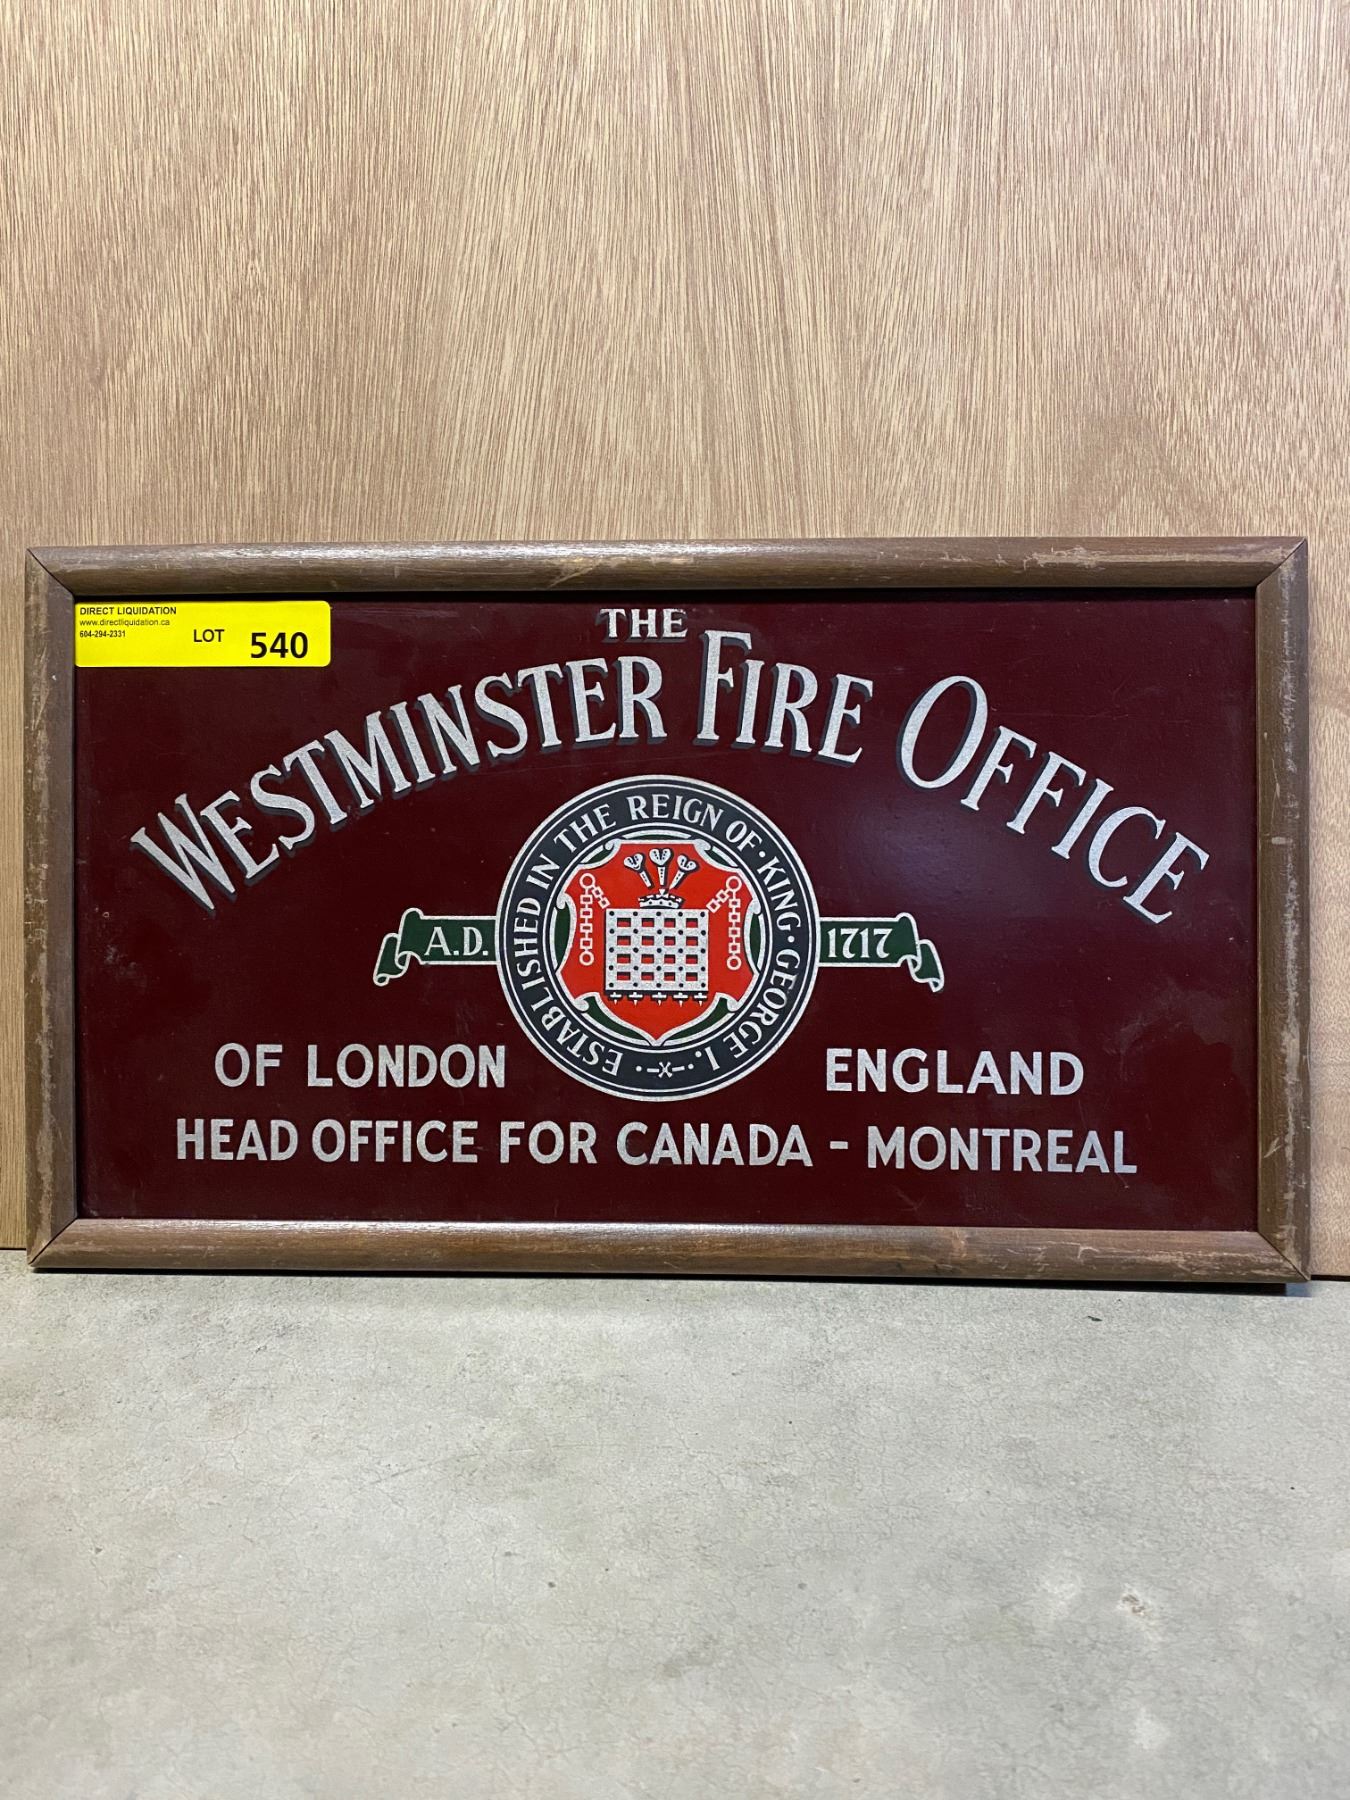 DIRECT LIQUIDATION
www.directliquidation.ca
604-294-2331
LOT 540
THE
WESTMINSTER FIRE OFFICE
ESTABLISHED IN THE REIGN OF · KING · GEORGE I.
A.D. 1717
OF LONDON ENGLAND
HEAD OFFICE FOR CANADA - MONTREAL